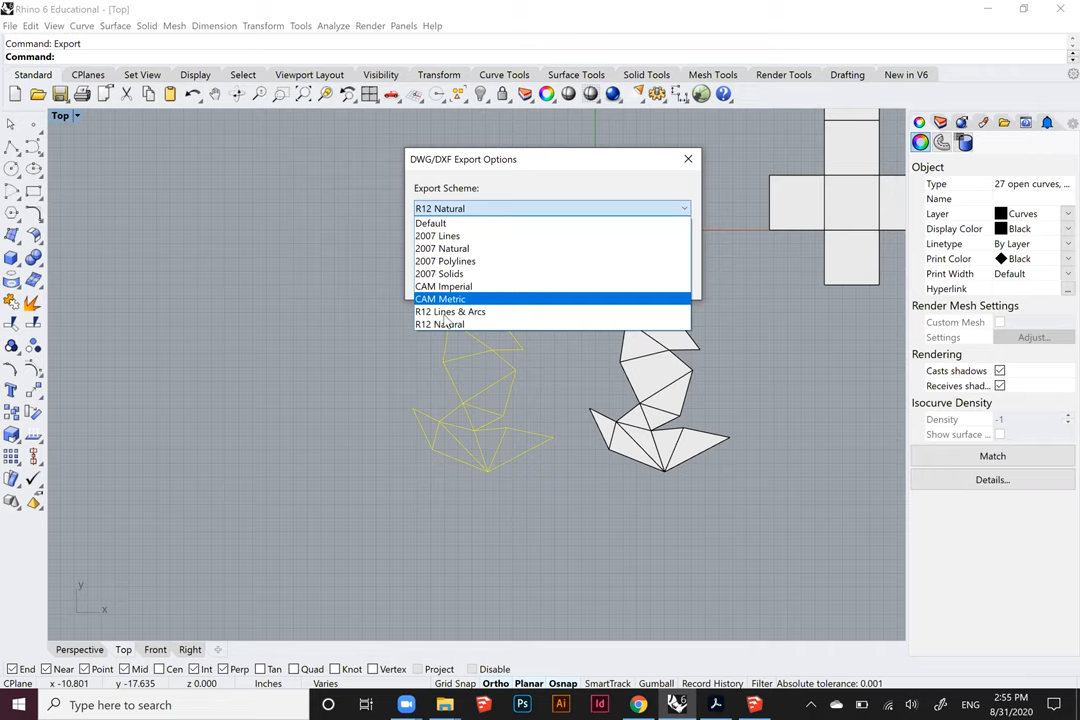 Rhino 6 Educational - [Top]
File Edit View Curve Surface Solid Mesh Dimension Transform Tools Analyze Render Panels Help
Command: Export
Command:
Standard CPlanes Set View Display Select Viewport Layout Visibility Transform Curve Tools Surface Tools Solid Tools Mesh Tools Render Tools Drafting New in V6
Top
DWG/DXF Export Options
Export Scheme:
R12 Natural
Default
2007 Lines
2007 Natural
2007 Polylines
2007 Solids
CAM Imperial
CAM Metric
R12 Lines & Arcs
R12 Natural
Object
Type 27 open curves, ...
Name
Layer Curves
Display Color Black
Linetype By Layer
Print Color Black
Print Width Default
Hyperlink ...
Render Mesh Settings
Custom Mesh
Settings Adjust...
Rendering
Casts shadows
Receives shad...
Isocurve Density
Density -1
Show surface ...
Match
Details...
y
x
Perspective Top Front Right
End Near Point Mid Cen Int Perp Tan Quad Knot Vertex Project Disable
CPlane x -10.801 y -17.635 z 0.000 Inches Varies Grid Snap Ortho Planar Osnap SmartTrack Gumball Record History Filter Absolute tolerance: 0.001
Type here to search
Ps Ai Id 6
ENG
2:55 PM
8/31/2020